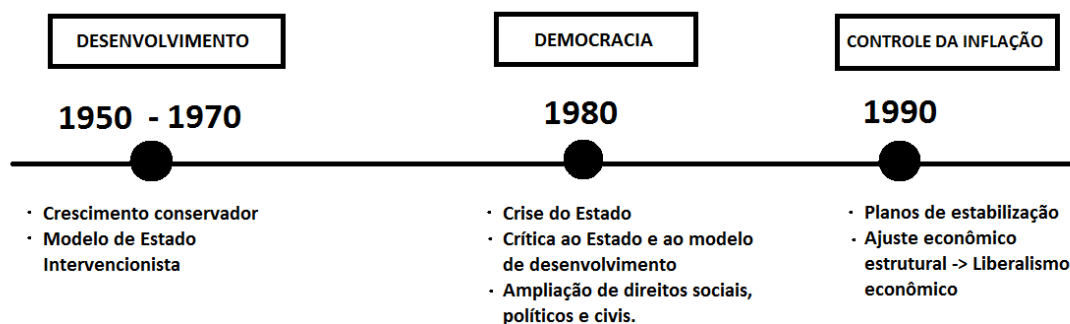 DESENVOLVIMENTO
1950 - 1970
· Crescimento conservador
· Modelo de Estado
Intervencionista
DEMOCRACIA
1980
· Crise do Estado
· Crítica ao Estado e ao modelo
de desenvolvimento
· Ampliação de direitos sociais,
políticos e civis.
CONTROLE DA INFLAÇÃO
1990
· Planos de estabilização
· Ajuste econômico
estrutural -> Liberalismo
econômico